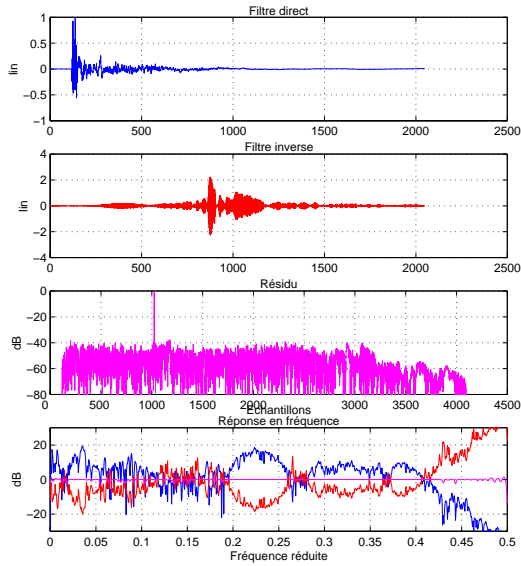 Filtre direct
1
0.5
0
−0.5
−1
lin
0 500 1000 1500 2000 2500
Filtre inverse
4
2
0
−2
−4
lin
0 500 1000 1500 2000 2500
Résidu
0
−20
−40
−60
−80
dB
0 500 1000 1500 2000 2500 3000 3500 4000 4500
Echantillons
Réponse en fréquence
20
0
−20
dB
0 0.05 0.1 0.15 0.2 0.25 0.3 0.35 0.4 0.45 0.5
Fréquence réduite